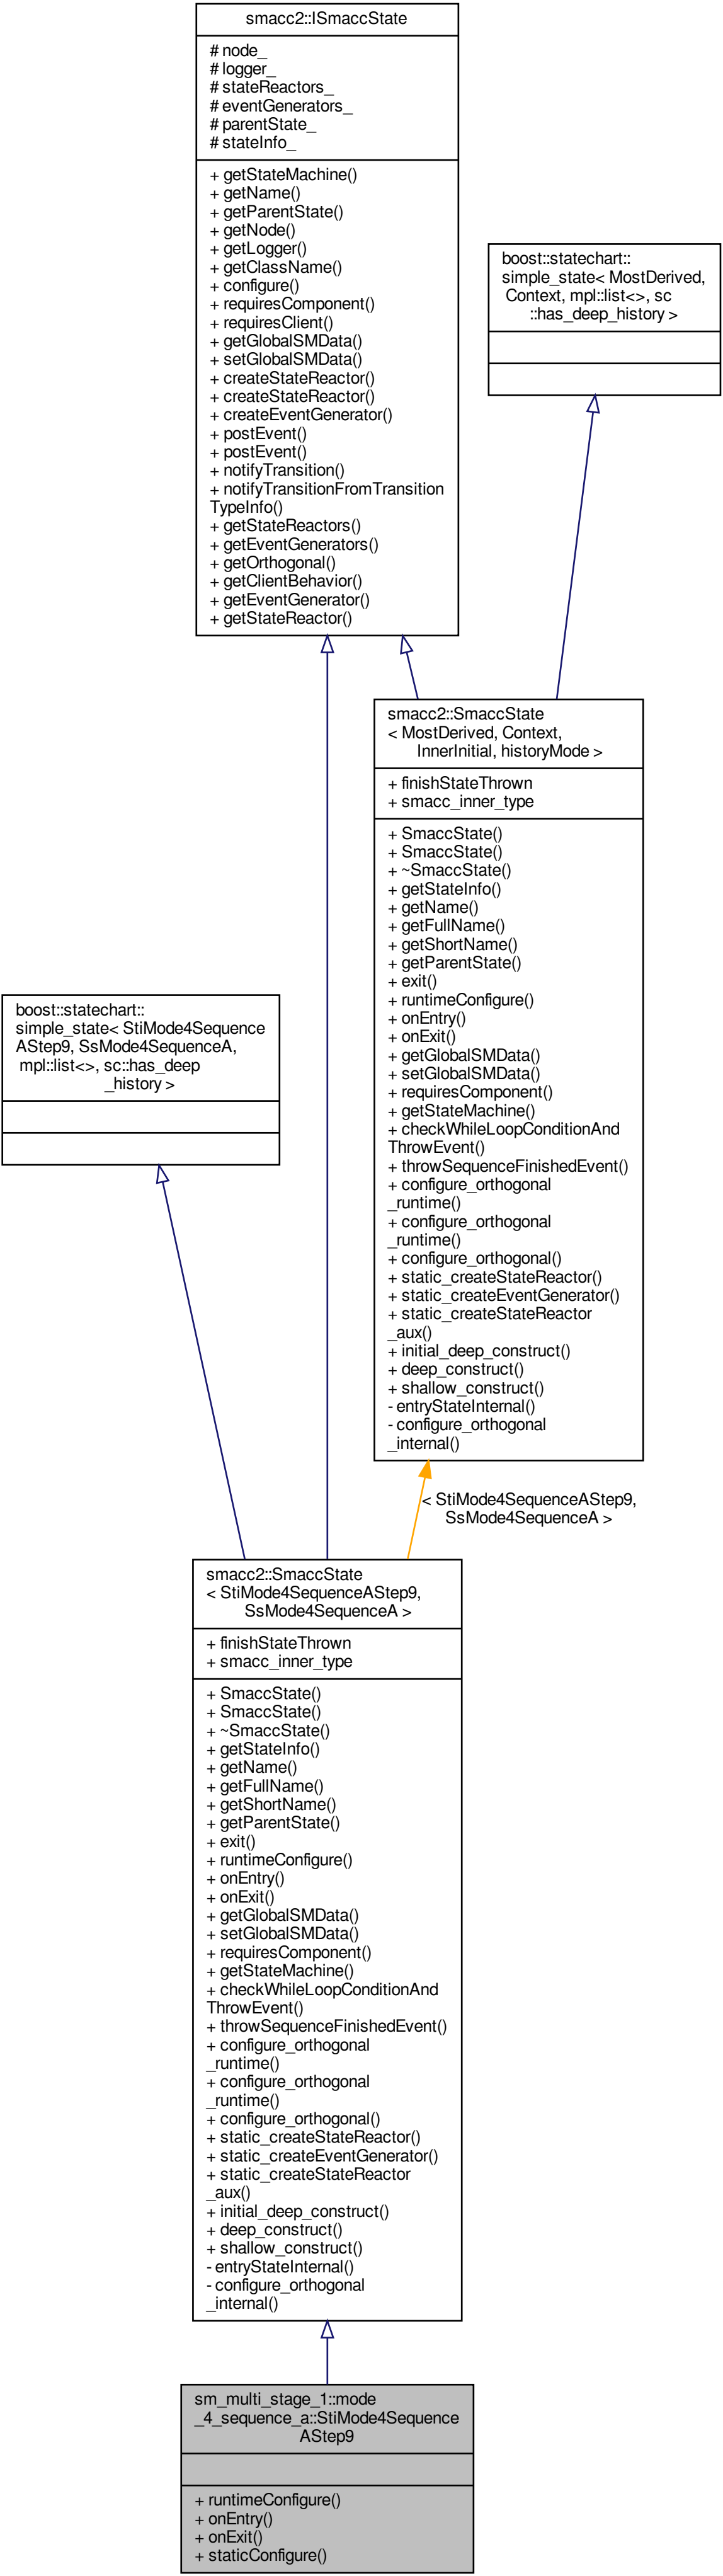 smacc2::ISmaccState
# node_
# logger_
# stateReactors_
# eventGenerators_
# parentState_
# stateInfo_
+ getStateMachine()
+ getName()
+ getParentState()
+ getNode()
+ getLogger()
+ getClassName()
+ configure()
+ requiresComponent()
+ requiresClient()
+ getGlobalSMData()
+ setGlobalSMData()
+ createStateReactor()
+ createStateReactor()
+ createEventGenerator()
+ postEvent()
+ postEvent()
+ notifyTransition()
+ notifyTransitionFromTransition
TypeInfo()
+ getStateReactors()
+ getEventGenerators()
+ getOrthogonal()
+ getClientBehavior()
+ getEventGenerator()
+ getStateReactor()
boost::statechart::
simple_state< MostDerived,
Context, mpl::list<>, sc
::has_deep_history >
smacc2::SmaccState
< MostDerived, Context,
InnerInitial, historyMode >
+ finishStateThrown
+ smacc_inner_type
+ SmaccState()
+ SmaccState()
+ ~SmaccState()
+ getStateInfo()
+ getName()
+ getFullName()
+ getShortName()
+ getParentState()
+ exit()
+ runtimeConfigure()
+ onEntry()
+ onExit()
+ getGlobalSMData()
+ setGlobalSMData()
+ requiresComponent()
+ getStateMachine()
+ checkWhileLoopConditionAnd
ThrowEvent()
+ throwSequenceFinishedEvent()
+ configure_orthogonal
_runtime()
+ configure_orthogonal
_runtime()
+ configure_orthogonal()
+ static_createStateReactor()
+ static_createEventGenerator()
+ static_createStateReactor
_aux()
+ initial_deep_construct()
+ deep_construct()
+ shallow_construct()
- entryStateInternal()
- configure_orthogonal
_internal()
boost::statechart::
simple_state< StiMode4Sequence
AStep9, SsMode4SequenceA,
mpl::list<>, sc::has_deep
_history >
< StiMode4SequenceAStep9,
SsMode4SequenceA >
smacc2::SmaccState
< StiMode4SequenceAStep9,
SsMode4SequenceA >
+ finishStateThrown
+ smacc_inner_type
+ SmaccState()
+ SmaccState()
+ ~SmaccState()
+ getStateInfo()
+ getName()
+ getFullName()
+ getShortName()
+ getParentState()
+ exit()
+ runtimeConfigure()
+ onEntry()
+ onExit()
+ getGlobalSMData()
+ setGlobalSMData()
+ requiresComponent()
+ getStateMachine()
+ checkWhileLoopConditionAnd
ThrowEvent()
+ throwSequenceFinishedEvent()
+ configure_orthogonal
_runtime()
+ configure_orthogonal
_runtime()
+ configure_orthogonal()
+ static_createStateReactor()
+ static_createEventGenerator()
+ static_createStateReactor
_aux()
+ initial_deep_construct()
+ deep_construct()
+ shallow_construct()
- entryStateInternal()
- configure_orthogonal
_internal()
sm_multi_stage_1::mode
_4_sequence_a::StiMode4Sequence
AStep9
+ runtimeConfigure()
+ onEntry()
+ onExit()
+ staticConfigure()